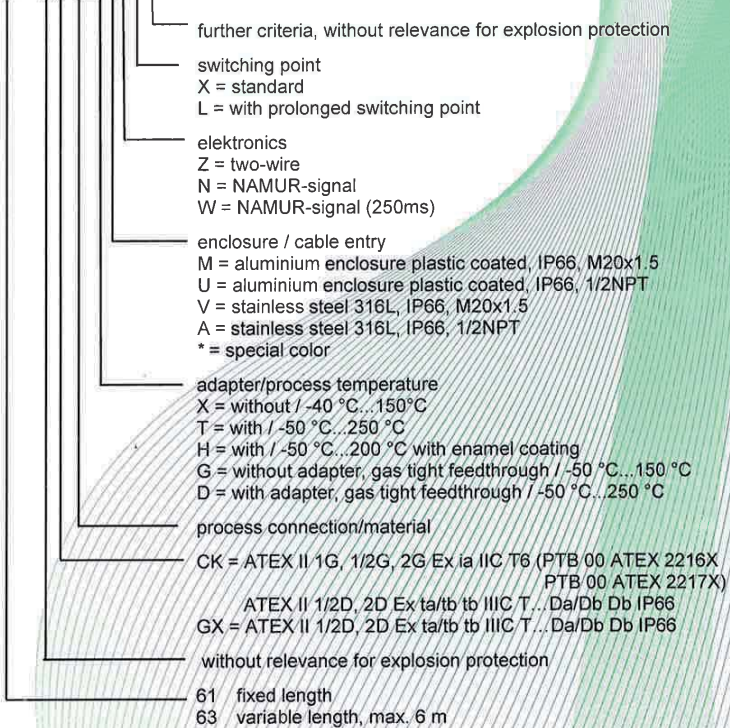 further criteria, without relevance for explosion protection
switching point
X = standard
L = with prolonged switching point
elektronics
Z = two-wire
N = NAMUR-signal
W = NAMUR-signal (250ms)
enclosure / cable entry
M = aluminium enclosure plastic coated, IP66, M20x1.5
U = aluminium enclosure plastic coated, IP66, 1/2NPT
V = stainless steel 316L, IP66, M20x1.5
A = stainless steel 316L, IP66, 1/2NPT
* = special color
adapter/process temperature
X = without / -40 °C...150°C
T = with / -50 °C...250 °C
H = with / -50 °C...200 °C with enamel coating
G = without adapter, gas tight feedthrough / -50 °C...150 °C
D = with adapter, gas tight feedthrough / -50 °C...250 °C
process connection/material
CK = ATEX II 1G, 1/2G, 2G Ex ia IIC T6 (PTB 00 ATEX 2216X
PTB 00 ATEX 2217X)
ATEX II 1/2D, 2D Ex ta/tb tb IIIC T...Da/Db Db IP66
GX = ATEX II 1/2D, 2D Ex ta/tb tb IIIC T...Da/Db Db IP66
without relevance for explosion protection
61 fixed length
63 variable length, max. 6 m